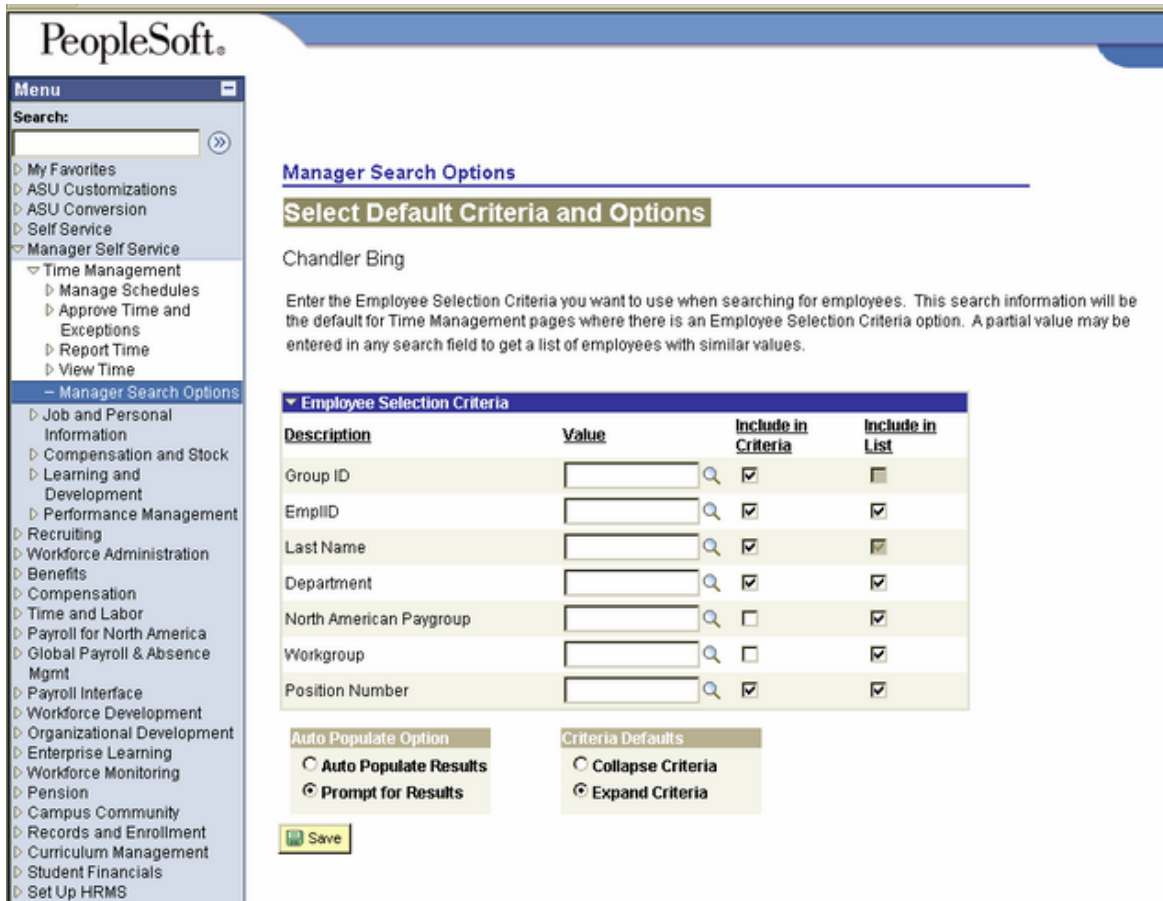 PeopleSoft®
Menu
Search:
My Favorites
ASU Customizations
ASU Conversion
Self Service
Manager Self Service
Time Management
Manage Schedules
Approve Time and
Exceptions
Report Time
View Time
– Manager Search Options
Job and Personal
Information
Compensation and Stock
Learning and
Development
Performance Management
Recruiting
Workforce Administration
Benefits
Compensation
Time and Labor
Payroll for North America
Global Payroll & Absence
Mgmt
Payroll Interface
Workforce Development
Organizational Development
Enterprise Learning
Workforce Monitoring
Pension
Campus Community
Records and Enrollment
Curriculum Management
Student Financials
Set Up HRMS
Manager Search Options
Select Default Criteria and Options
Chandler Bing
Enter the Employee Selection Criteria you want to use when searching for employees. This search information will be
the default for Time Management pages where there is an Employee Selection Criteria option. A partial value may be
entered in any search field to get a list of employees with similar values.
Employee Selection Criteria
Description Value Include in Criteria Include in List
Group ID
EmplID
Last Name
Department
North American Paygroup
Workgroup
Position Number
Auto Populate Option
Auto Populate Results
Prompt for Results
Criteria Defaults
Collapse Criteria
Expand Criteria
Save